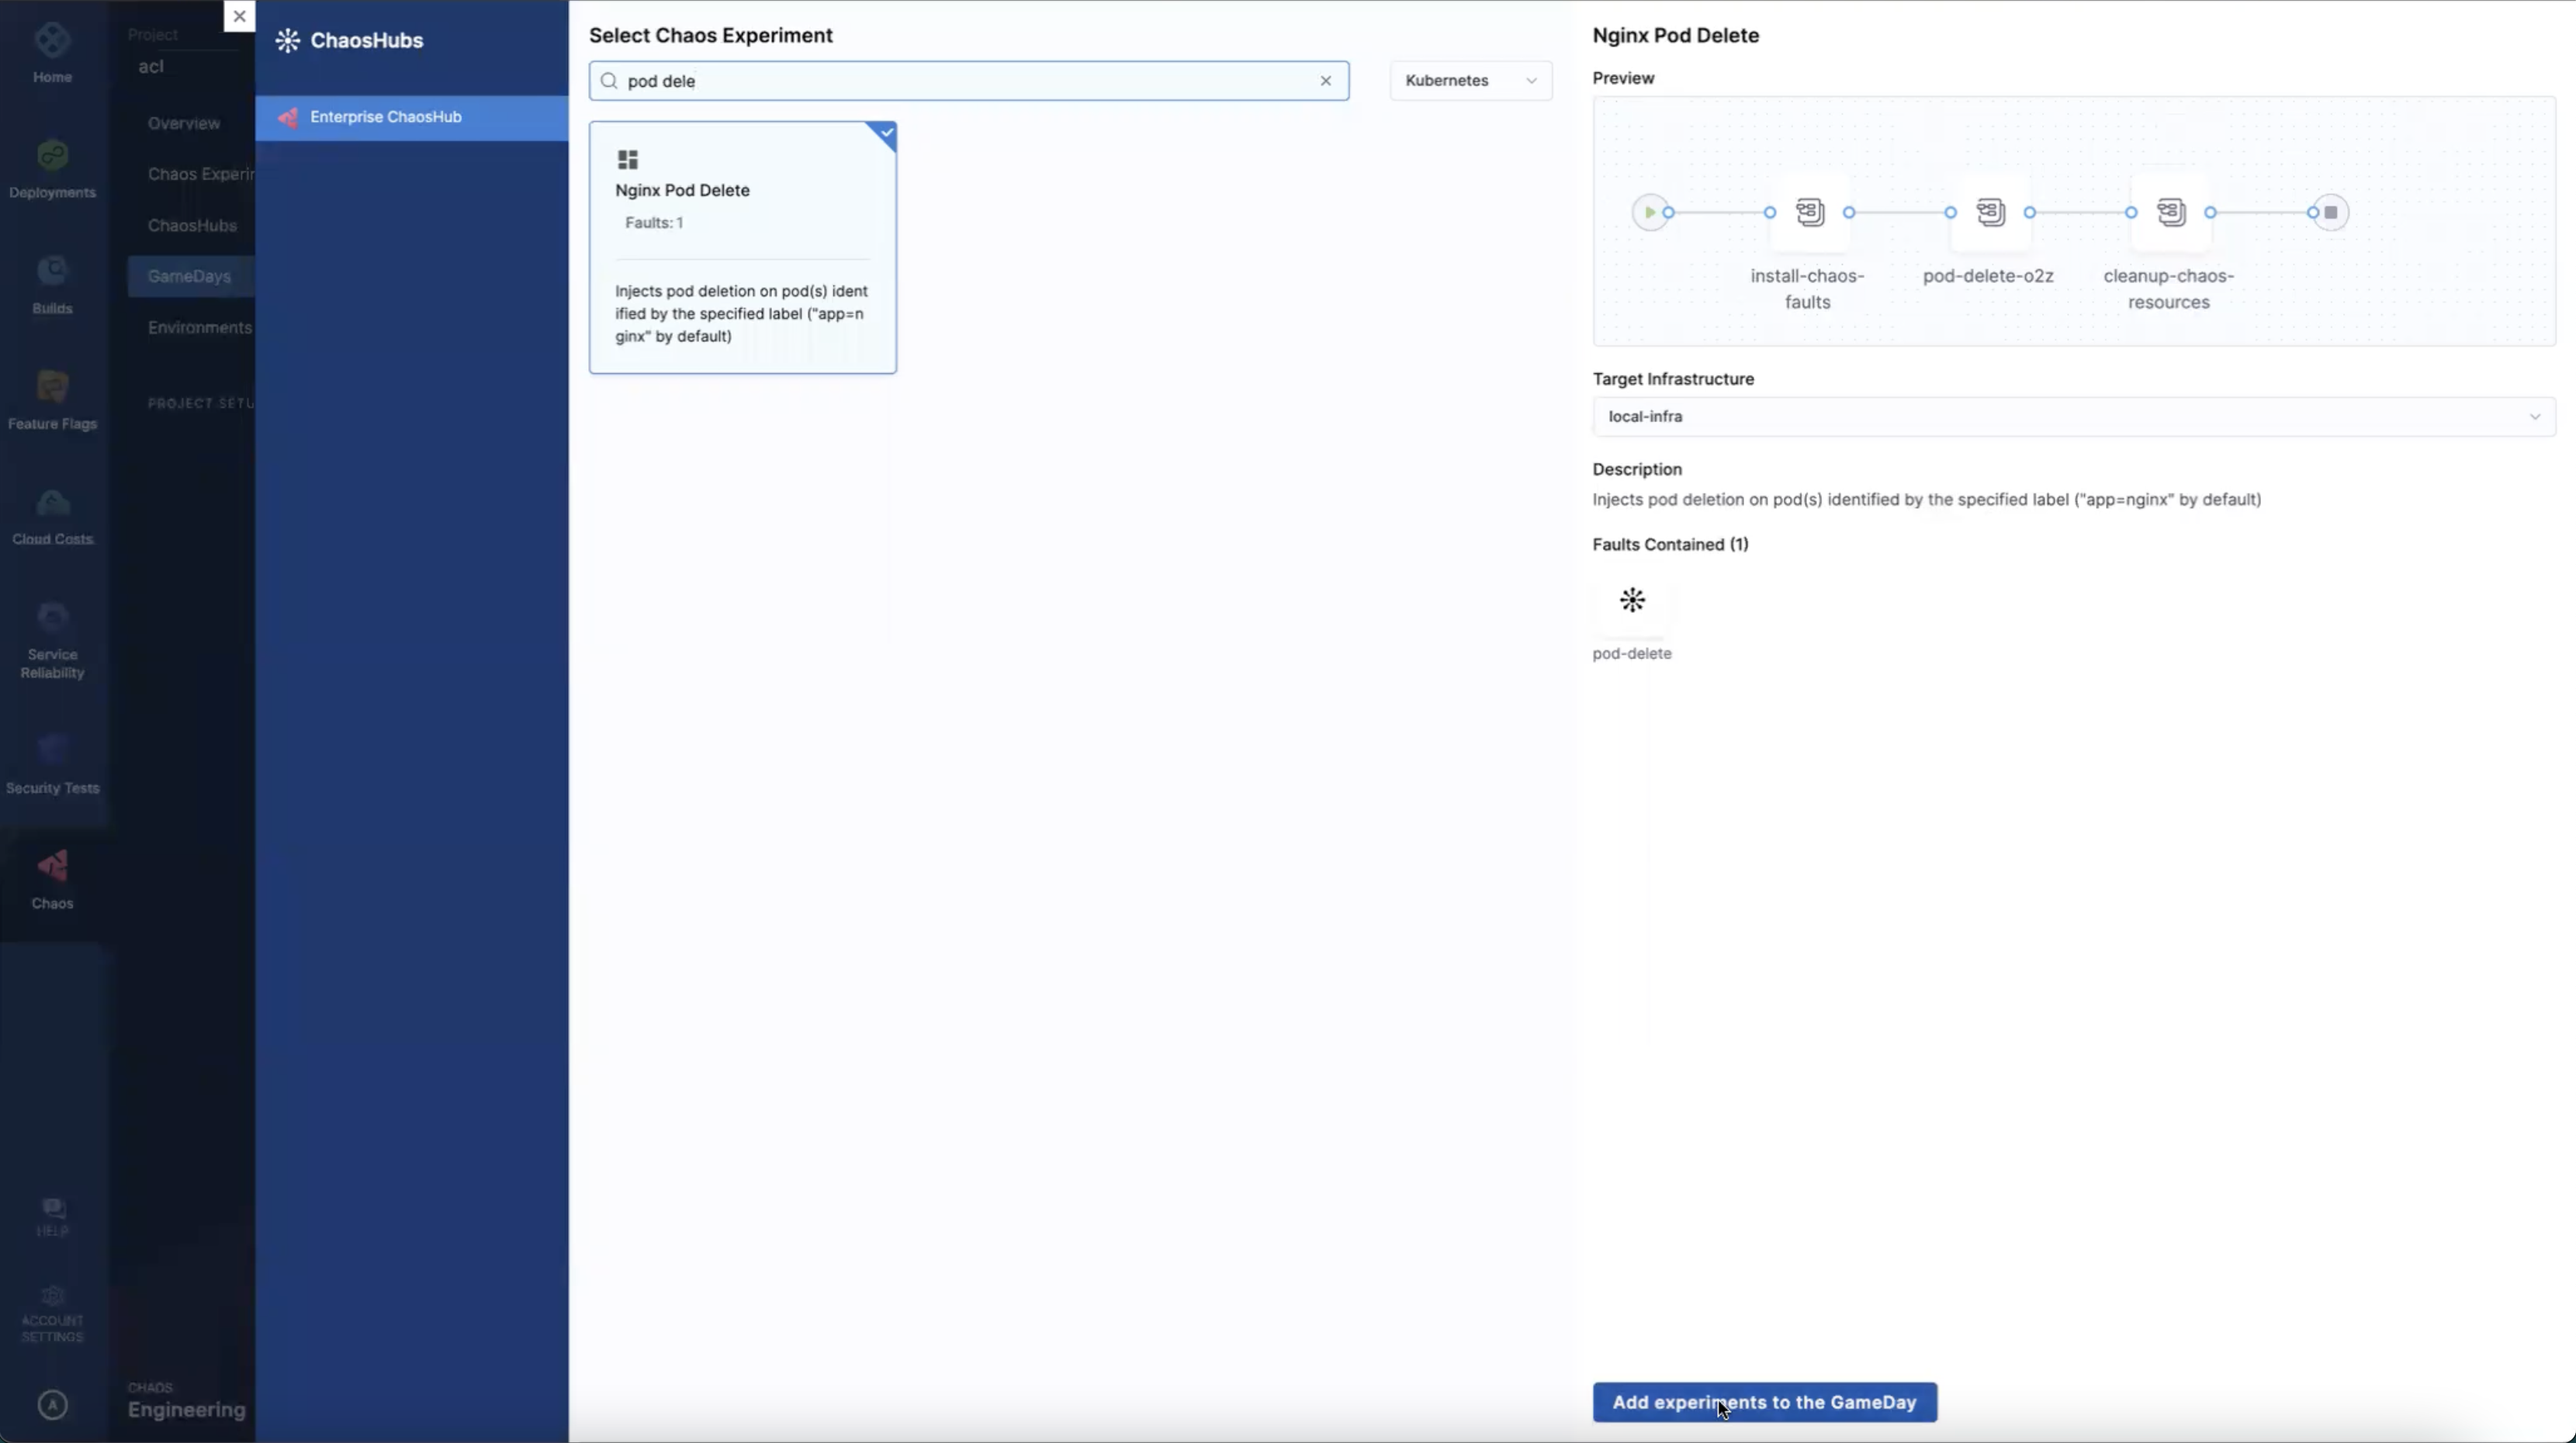 Home
Deployments
Builds
Feature Flags
Cloud Costs
Service
Reliability
Security Tests
Chaos
HELP
ACCOUNT
SETTINGS
A
Project
acl
Overview
Chaos Experir
ChaosHubs
GameDays
Environments
PROJECT SETU
CHAOS
Engineering
ChaosHubs
Enterprise ChaosHub
Select Chaos Experiment
pod dele
Kubernetes
Nginx Pod Delete
Faults: 1
Injects pod deletion on pod(s) ident
ified by the specified label ("app=n
ginx" by default)
Nginx Pod Delete
Preview
install-chaos-
faults
pod-delete-o2z
cleanup-chaos-
resources
Target Infrastructure
local-infra
Description
Injects pod deletion on pod(s) identified by the specified label ("app=nginx" by default)
Faults Contained (1)
pod-delete
Add experiments to the GameDay